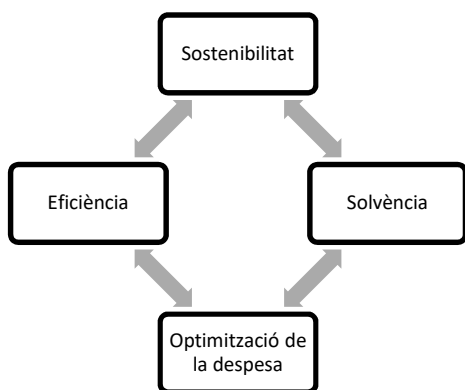 Sostenibilitat
Eficiència
Solvència
Optimització de
la despesa